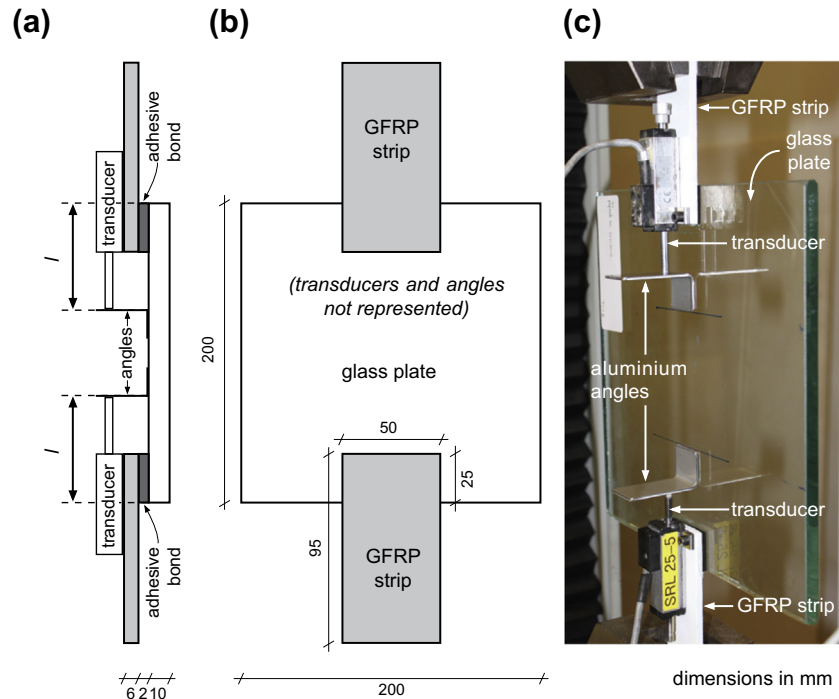 (a)
(b)
(c)
adhesive
bond
transducer
l
angles
l
transducer
adhesive
bond
6
2
10
GFRP
strip
(transducers and angles
not represented)
200
glass plate
50
25
95
GFRP
strip
200
GFRP strip
glass
plate
transducer
aluminium
angles
transducer
SRL 25-5
GFRP strip
dimensions in mm